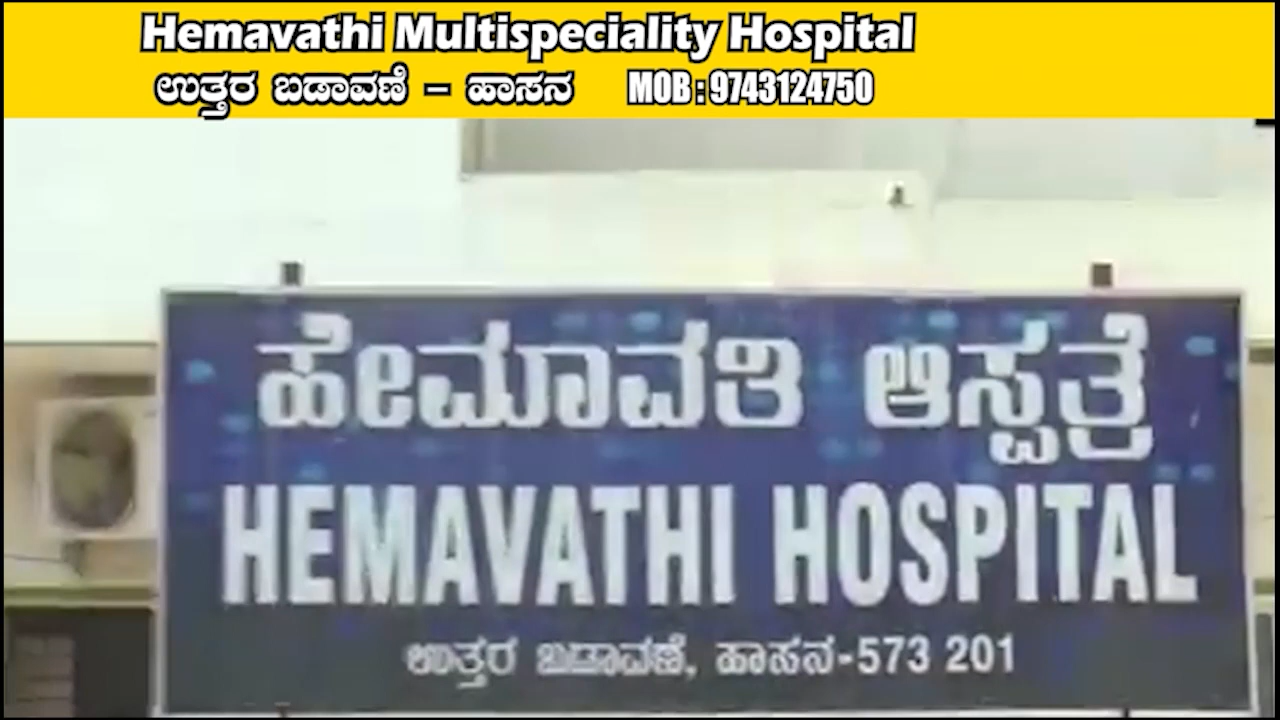 Hemavathi Multispeciality Hospital
ಉತ್ತರ ಬಡಾವಣೆ – ಹಾಸನ MOB : 9743124750
ಹೇಮಾವತಿ ಆಸ್ಪತ್ರೆ
HEMAVATHI HOSPITAL
ಉತ್ತರ ಬಡಾವಣೆ, ಹಾಸನ-573 201